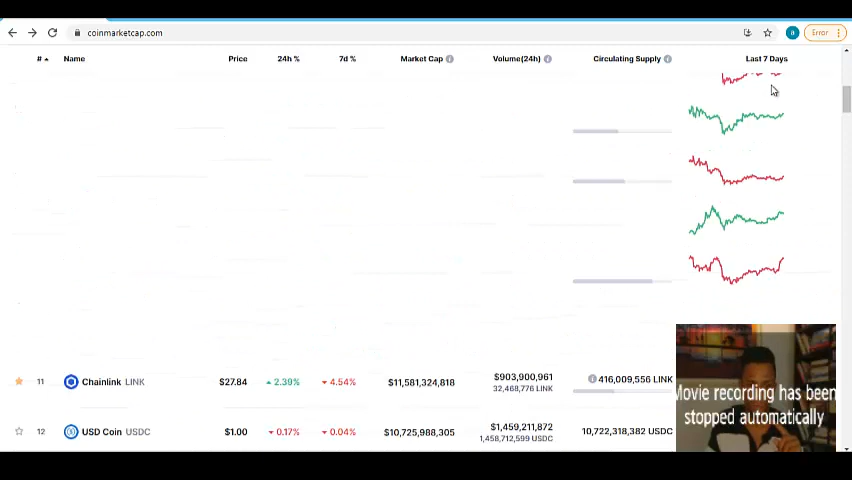 coinmarketcap.com
a
Error
# Name Price 24h % 7d % Market Cap Volume(24h) Circulating Supply Last 7 Days
11 Chainlink LINK $27.84 2.39% 4.54% $11,581,324,818 $903,900,961 416,009,556 LINK
32,468,776 LINK
12 USD Coin USDC $1.00 0.17% 0.04% $10,725,988,305 $1,459,211,872 10,722,318,382 USDC
1,458,712,599 USDC
Movie recording has been
stopped automatically